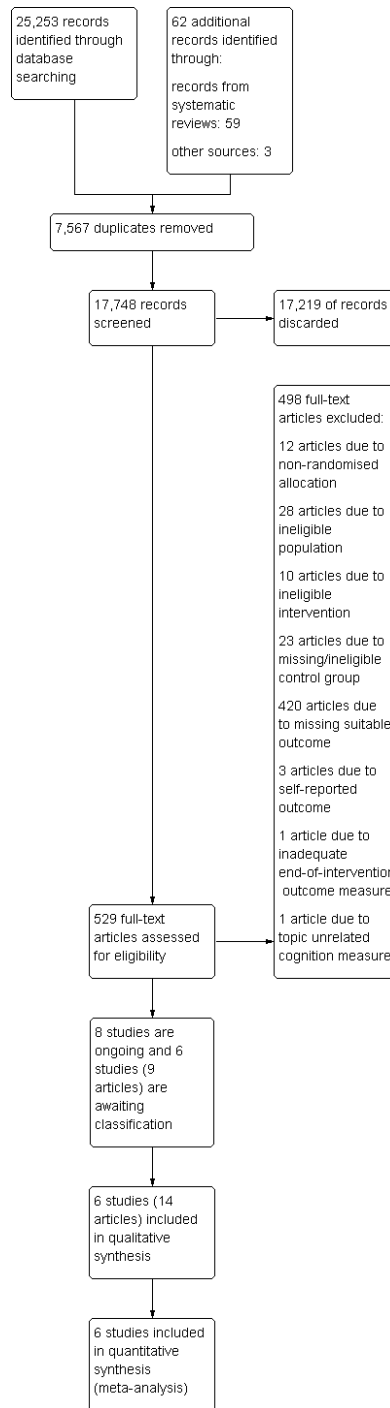 25,253 records
identified through
database
searching
62 additional
records identified
through:
records from
systematic
reviews: 59
other sources: 3
7,567 duplicates removed
17,748 records
screened
17,219 of records
discarded
498 full-text
articles excluded:
12 articles due to
non-randomised
allocation
28 articles due to
ineligible
population
10 articles due to
ineligible
intervention
23 articles due to
missing/ineligible
control group
420 articles due
to missing suitable
outcome
3 articles due to
self-reported
outcome
1 article due to
inadequate
end-of-intervention
outcome measure
1 article due to
topic unrelated
cognition measure
529 full-text
articles assessed
for eligibility
8 studies are
ongoing and 6
studies (9
articles) are
awaiting
classification
6 studies (14
articles) included
in qualitative
synthesis
6 studies included
in quantitative
synthesis
(meta-analysis)